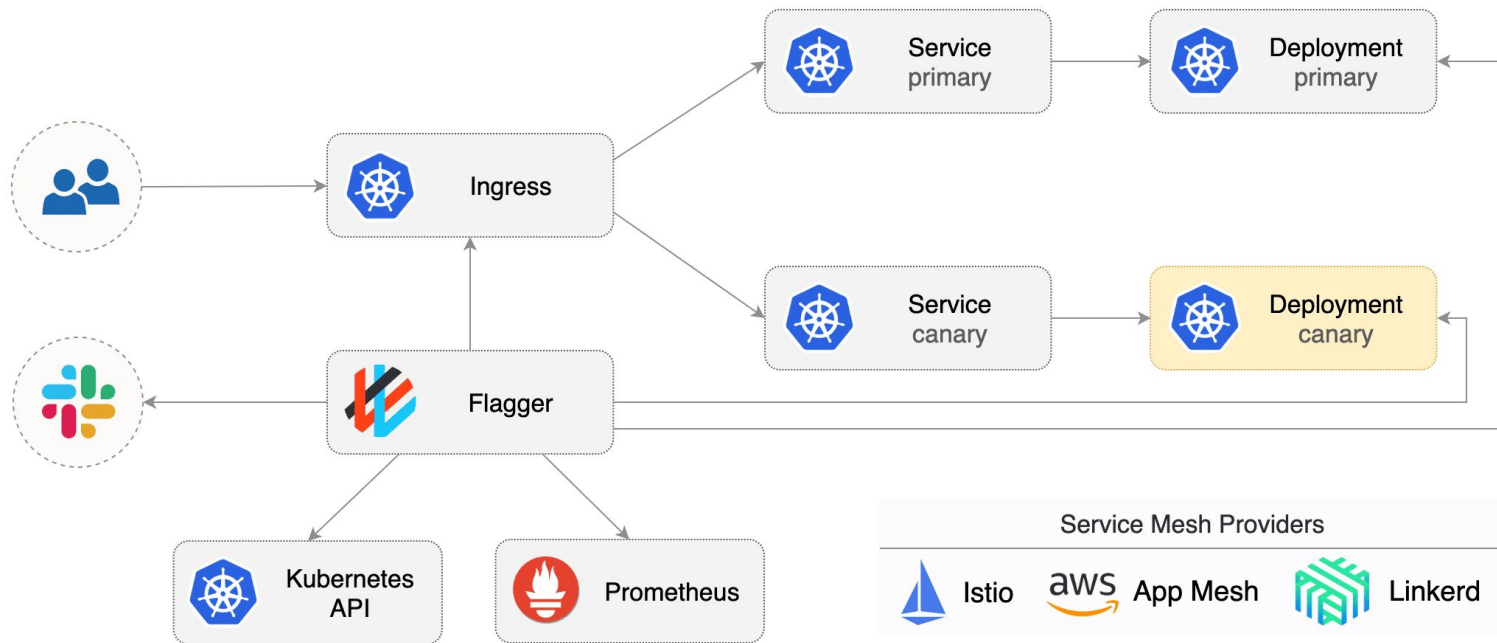 Service
primary
Deployment
primary
Ingress
Service
canary
Deployment
canary
Flagger
Kubernetes
API
Prometheus
Service Mesh Providers
Istio
aws
App Mesh
Linkerd